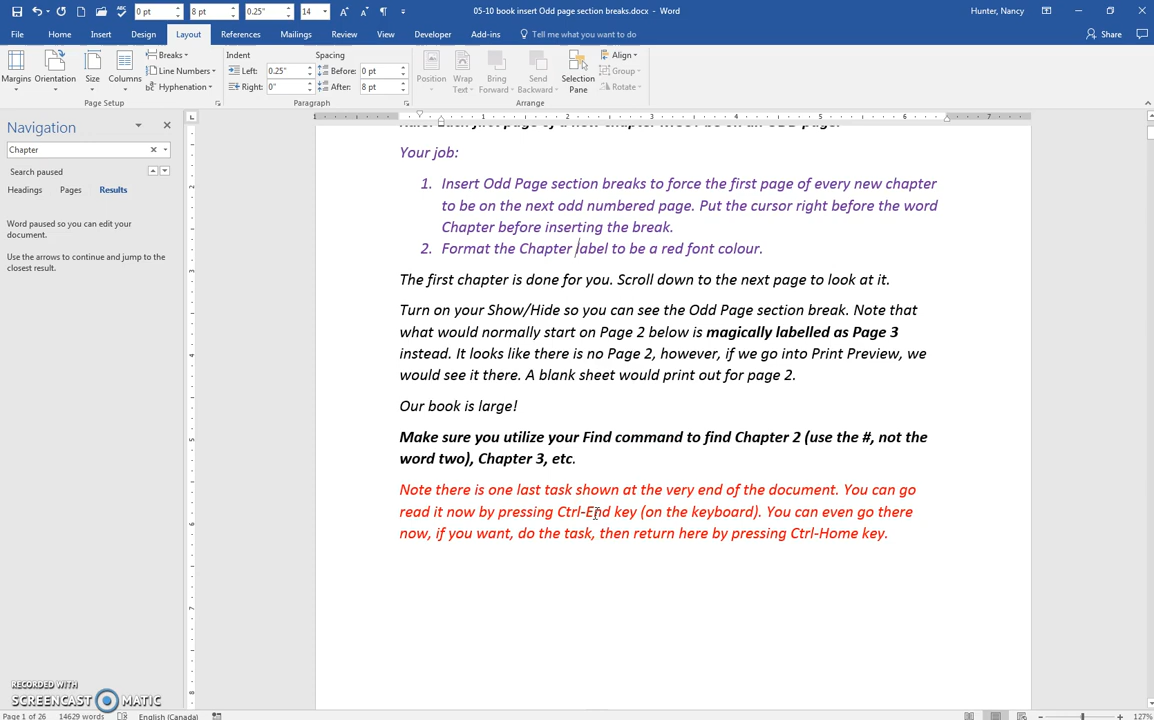 0 pt 8 pt 0.25" 14 05-10 book insert Odd page section breaks.docx - Word Hunter, Nancy
File Home Insert Design Layout References Mailings Review View Developer Add-ins Tell me what you want to do Share
Margins Orientation Size Columns Breaks Line Numbers Hyphenation
Page Setup
Indent Spacing
Left: 0.25" Before: 0 pt
Right: 0" After: 8 pt
Paragraph
Position Wrap Text Bring Forward Send Backward Selection Pane Align Group Rotate
Arrange
Navigation
Chapter
Search paused
Headings Pages Results
Word paused so you can edit your
document.
Use the arrows to continue and jump to the
closest result.
Rule: Each first page of a new chapter MUST be on an ODD page.
Your job:
1. Insert Odd Page section breaks to force the first page of every new chapter
to be on the next odd numbered page. Put the cursor right before the word
Chapter before inserting the break.
2. Format the Chapter label to be a red font colour.
The first chapter is done for you. Scroll down to the next page to look at it.
Turn on your Show/Hide so you can see the Odd Page section break. Note that
what would normally start on Page 2 below is magically labelled as Page 3
instead. It looks like there is no Page 2, however, if we go into Print Preview, we
would see it there. A blank sheet would print out for page 2.
Our book is large!
Make sure you utilize your Find command to find Chapter 2 (use the #, not the
word two), Chapter 3, etc.
Note there is one last task shown at the very end of the document. You can go
read it now by pressing Ctrl-End key (on the keyboard). You can even go there
now, if you want, do the task, then return here by pressing Ctrl-Home key.
RECORDED WITH
SCREENCAST MATIC
Page 1 of 26 14629 words English (Canada) 127%